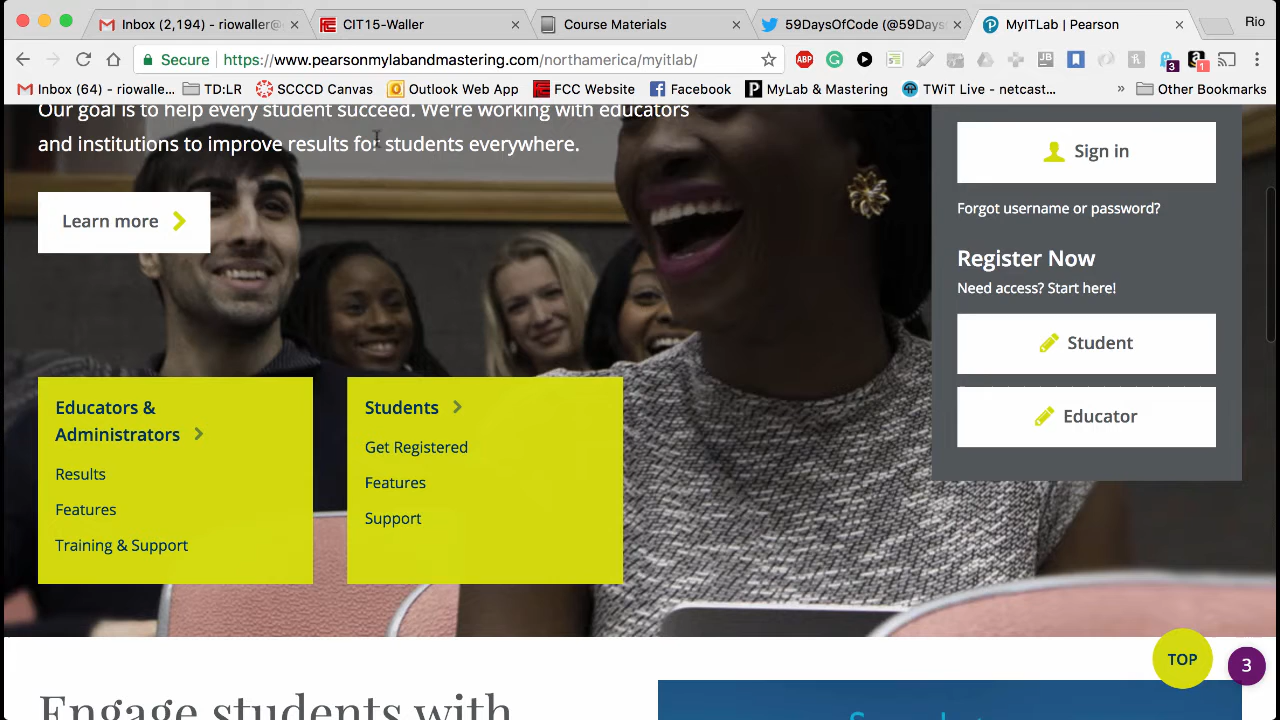 Inbox (2,194) - riowaller@
CIT15-Waller
Course Materials
59DaysOfCode (@59Days
MyITLab | Pearson
Rio
Secure
https://www.pearsonmylabandmastering.com/northamerica/myitlab/
ABP
JB
3
1
Inbox (64) - riowalle...
TD:LR
SCCCD Canvas
Outlook Web App
FCC Website
Facebook
MyLab & Mastering
TWiT Live - netcast...
»
Other Bookmarks
Our goal is to help every student succeed. We're working with educators
and institutions to improve results for students everywhere.
Learn more
Sign in
Forgot username or password?
Register Now
Need access? Start here!
Student
Educator
Educators &
Administrators
Results
Features
Training & Support
Students
Get Registered
Features
Support
TOP
3
Engage students with